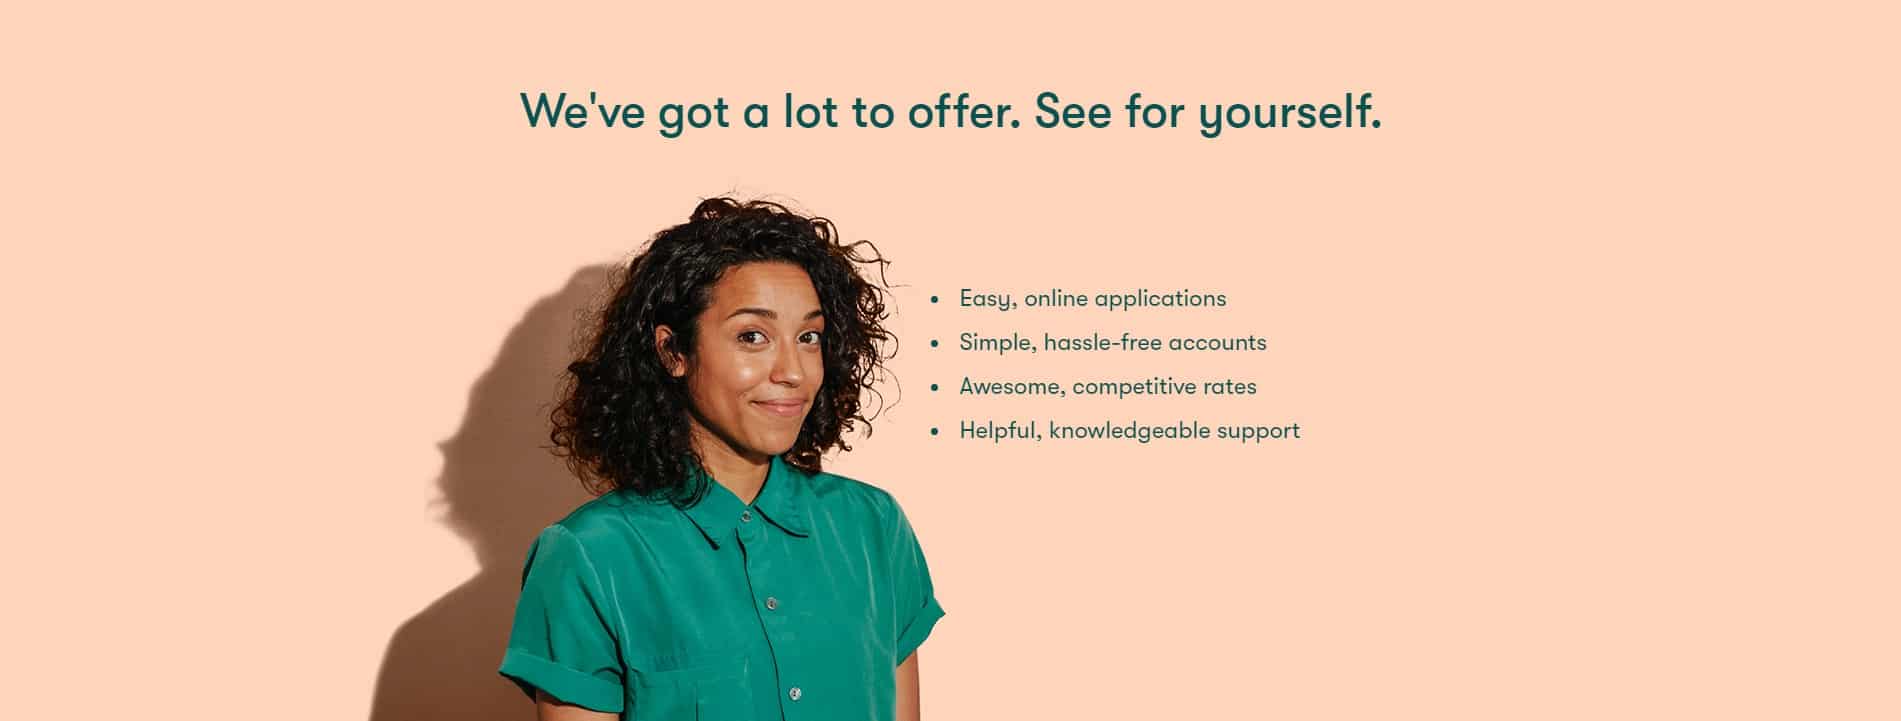 We've got a lot to offer. See for yourself.
• Easy, online applications
• Simple, hassle-free accounts
• Awesome, competitive rates
• Helpful, knowledgeable support